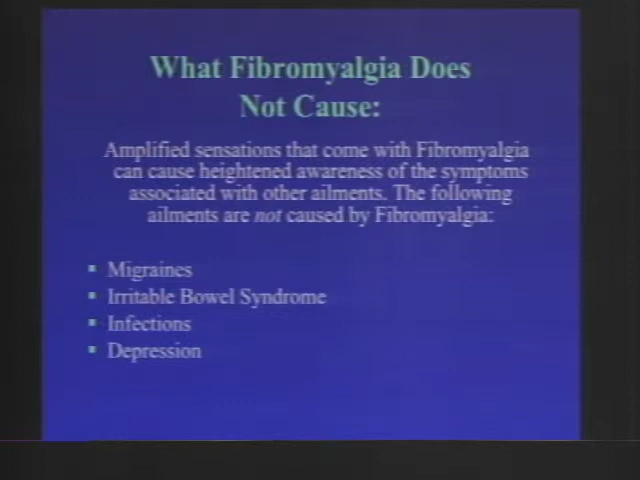 What Fibromyalgia Does
Not Cause:
Amplified sensations that come with Fibromyalgia
can cause heightened awareness of the symptoms
associated with other ailments. The following
ailments are not caused by Fibromyalgia:
▪ Migraines
▪ Irritable Bowel Syndrome
▪ Infections
▪ Depression